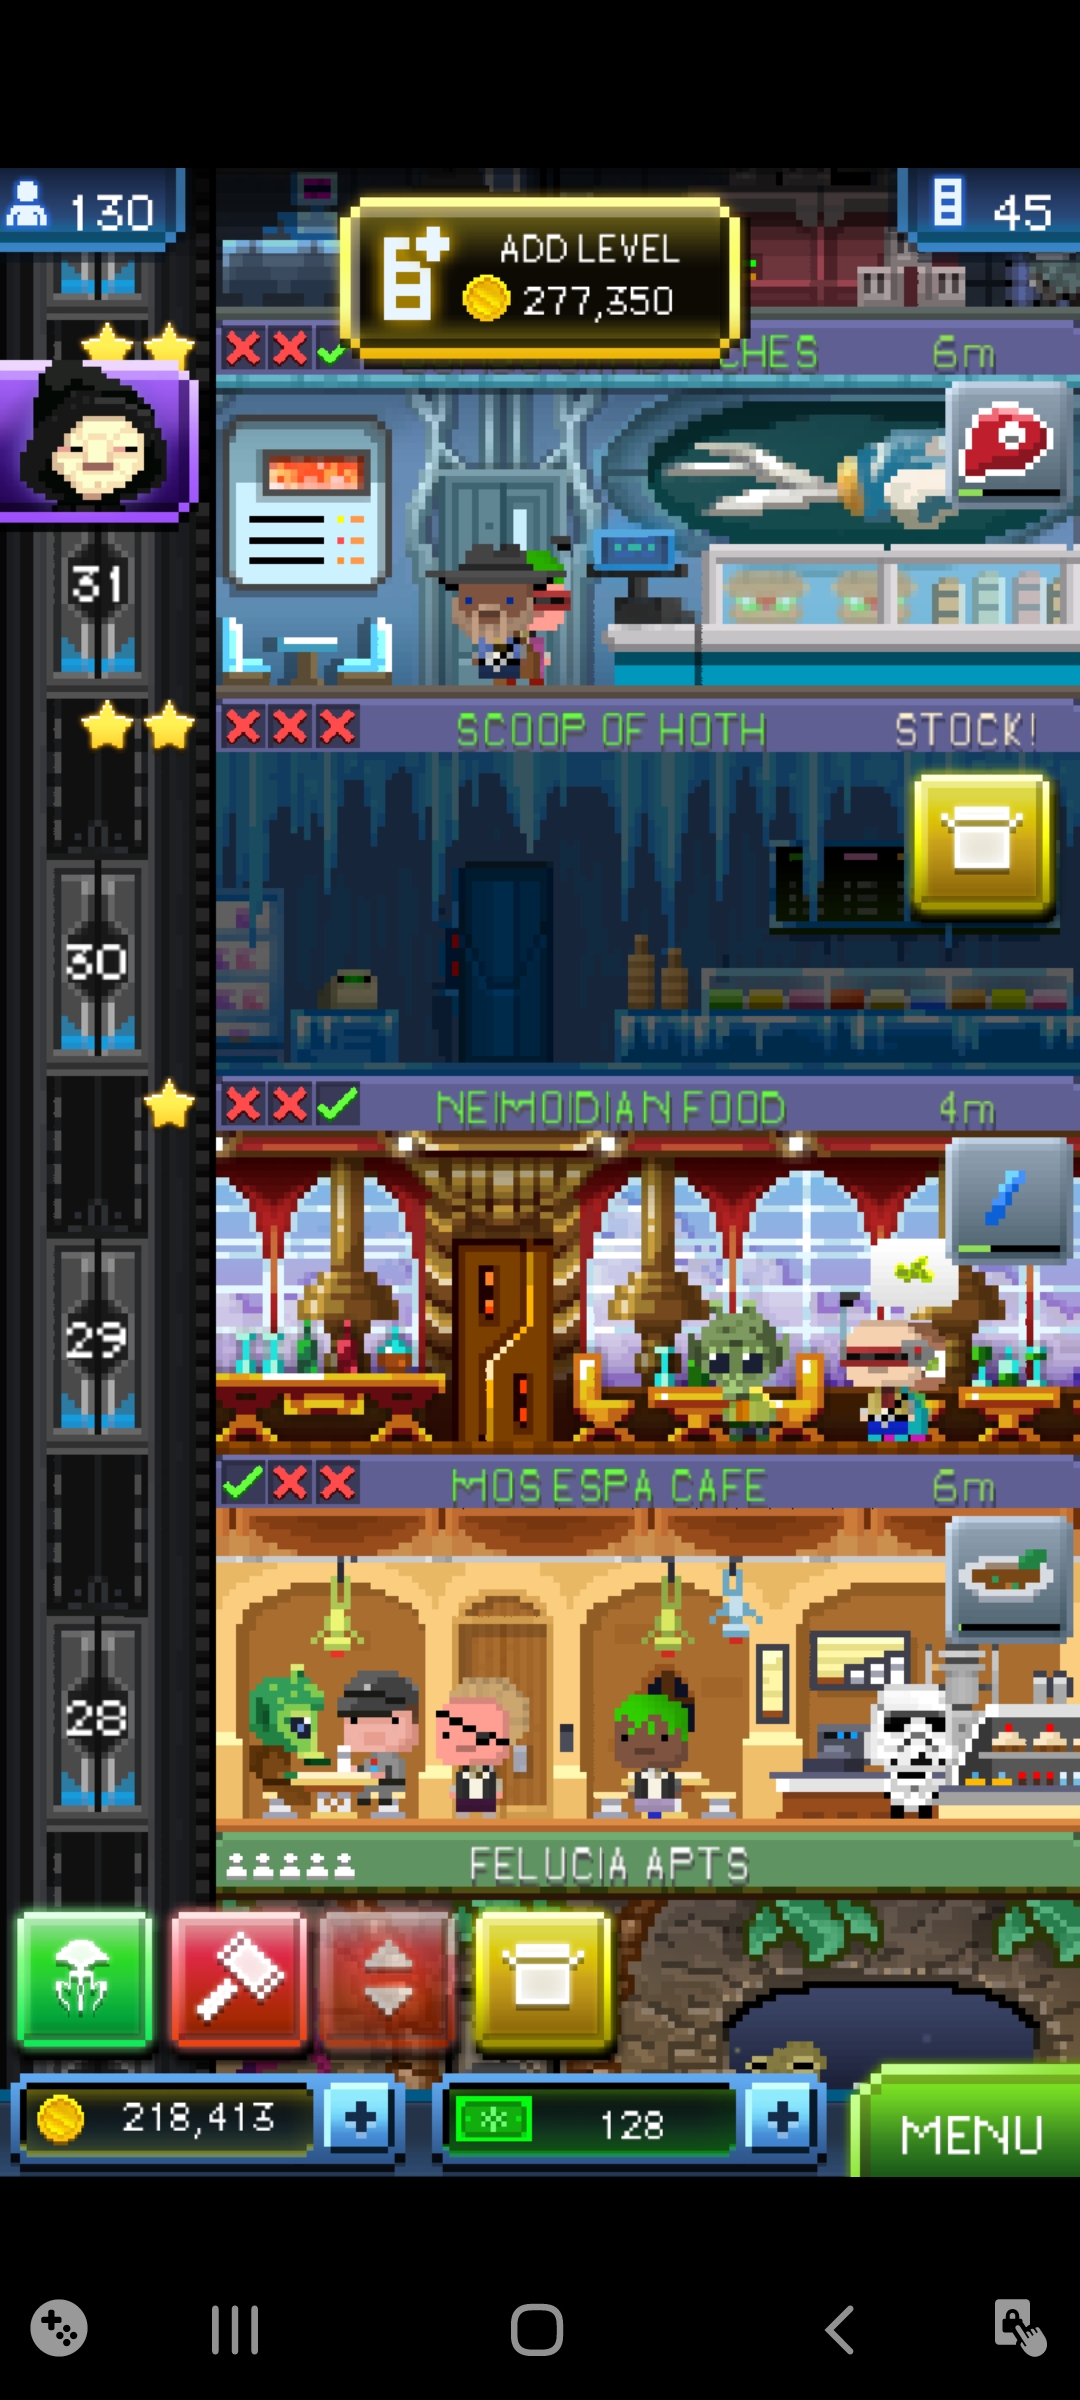 130
ADD LEVEL
277,350
45
CHES
6m
31
SCOOP OF HOTH
STOCK!
30
NEIMOIDIAN FOOD
4m
29
MOS ESPA CAFE
6m
28
FELUCIA APTS
218,413
128
MENU